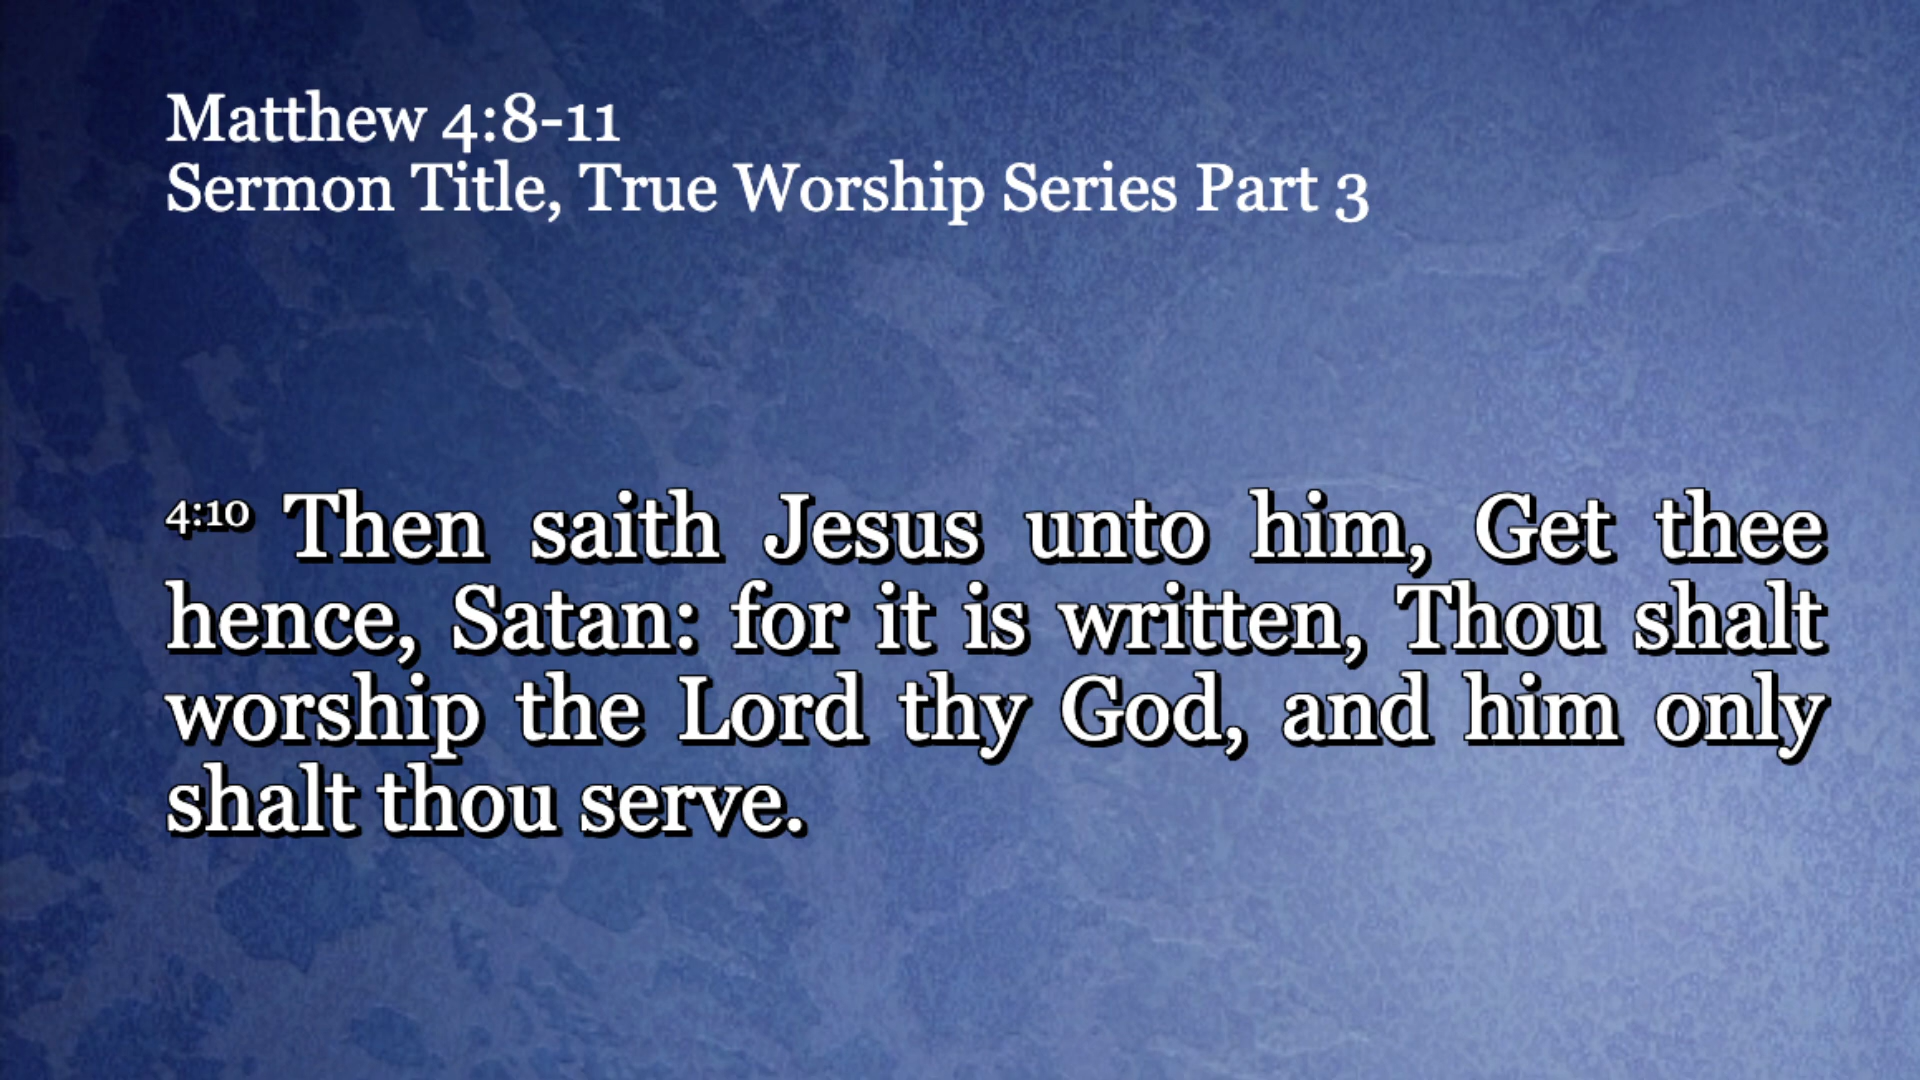 Matthew 4:8-11
Sermon Title, True Worship Series Part 3
4:10 Then saith Jesus unto him, Get thee
hence, Satan: for it is written, Thou shalt
worship the Lord thy God, and him only
shalt thou serve.